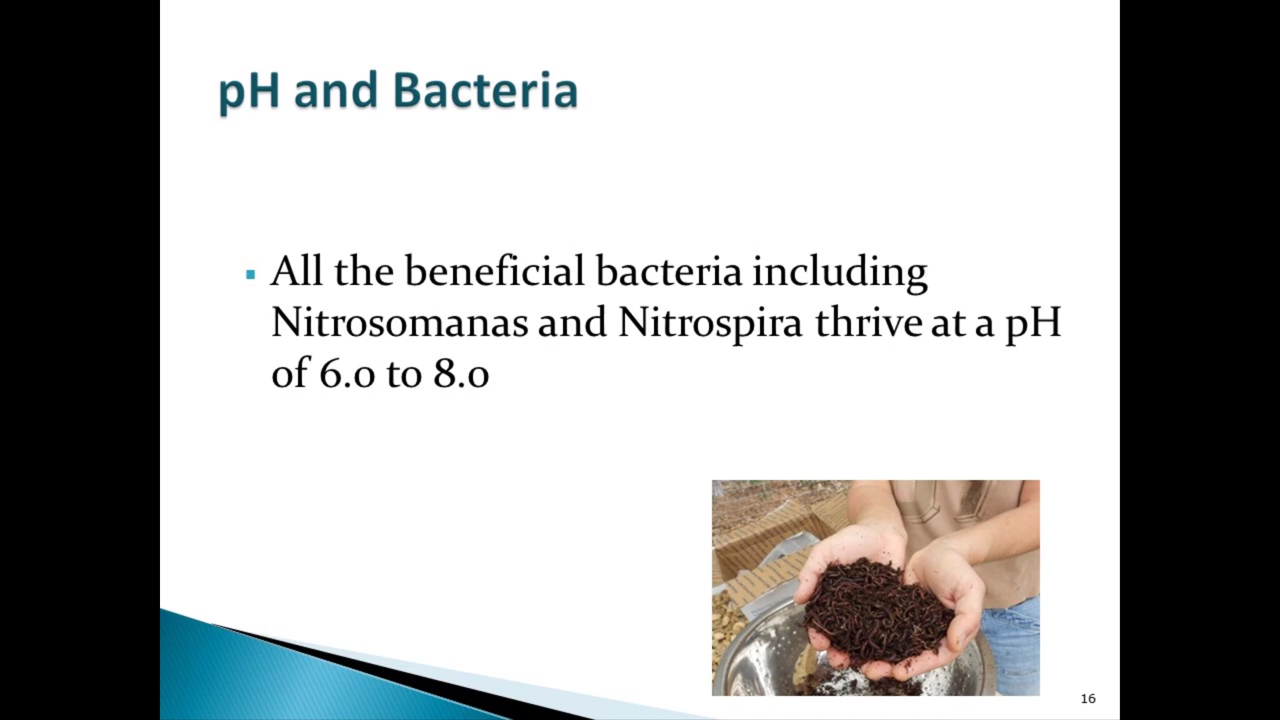 pH and Bacteria
All the beneficial bacteria including
Nitrosomanas and Nitrospira thrive at a pH
of 6.0 to 8.0
16